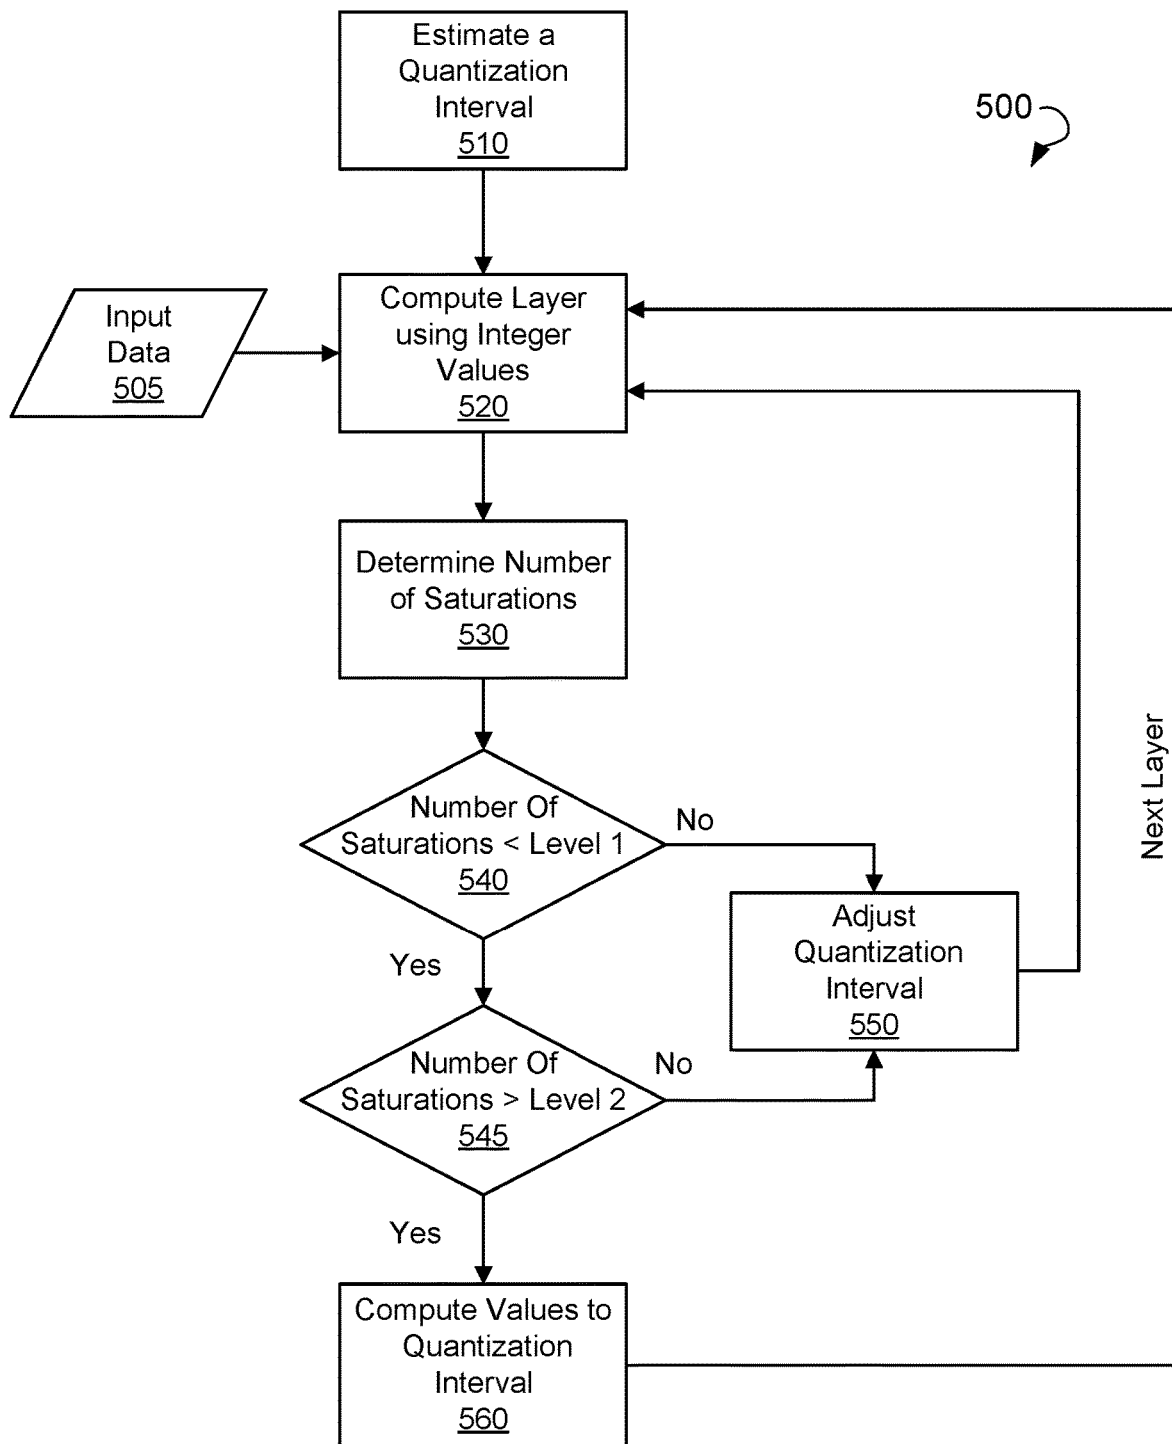 Estimate a
Quantization
Interval
510
500
Input
Data
505
Compute Layer
using Integer
Values
520
Determine Number
of Saturations
530
Number Of
Saturations < Level 1
540
No
Yes
Adjust
Quantization
Interval
550
Next Layer
Number Of
Saturations > Level 2
545
No
Yes
Compute Values to
Quantization
Interval
560